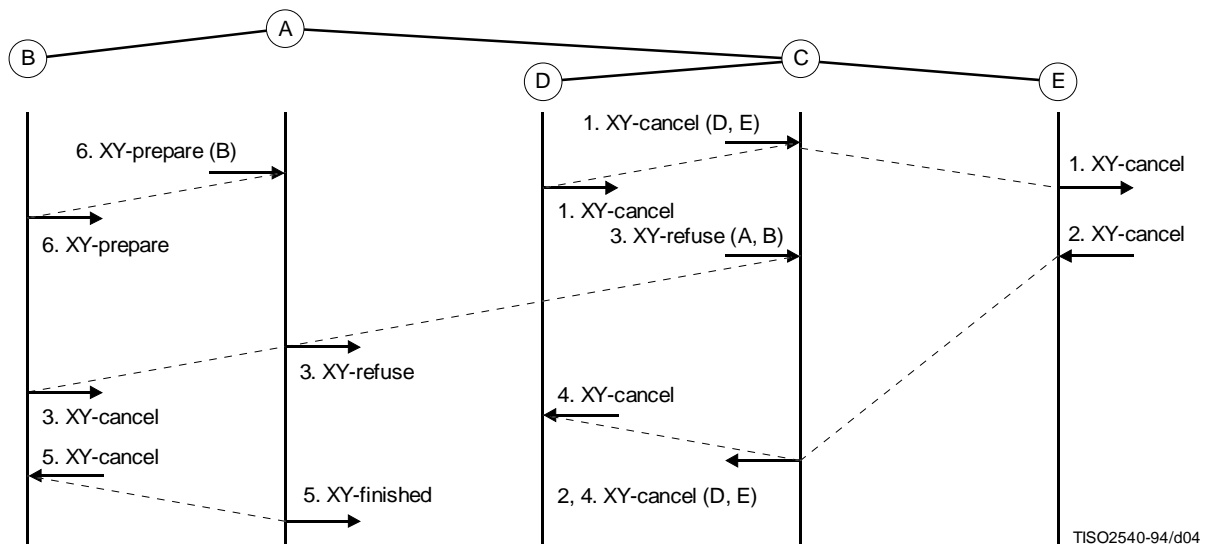 A
B
C
D
E
1. XY-cancel (D, E)
6. XY-prepare (B)
1. XY-cancel
1. XY-cancel
3. XY-refuse (A, B)
2. XY-cancel
6. XY-prepare
3. XY-refuse
4. XY-cancel
3. XY-cancel
5. XY-cancel
5. XY-finished
2, 4. XY-cancel (D, E)
TISO2540-94/d04